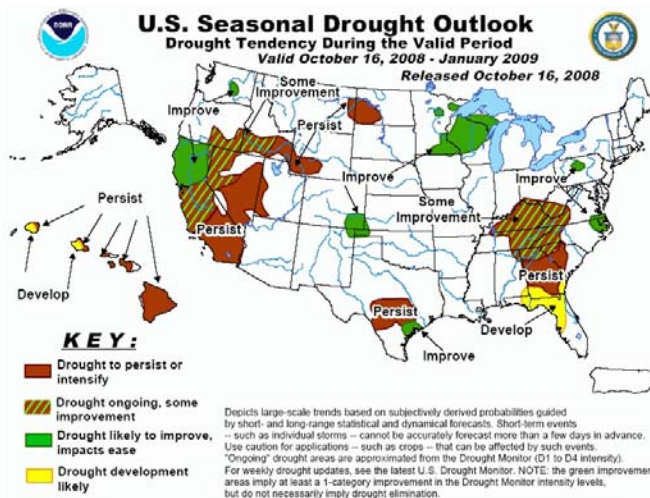 U.S. Seasonal Drought Outlook
Drought Tendency During the Valid Period
Valid October 16, 2008 - January 2009
Released October 16, 2008
NOAA
Some
Improvement
Improve
Persist
Persist
Improve
Improve
Some
Improvement
Persist
Persist
Develop
Persist
Develop
Improve
KEY:
Drought to persist or
intensify
Drought ongoing, some
improvement
Drought likely to improve,
impacts ease
Drought development
likely
Depicts large-scale trends based on subjectively derived probabilities guided
by short- and long-range statistical and dynamical forecasts. Short-term events
-- such as individual storms -- cannot be accurately forecast more than a few days in advance.
Use caution for applications -- such as crops -- that can be affected by such events.
"Ongoing" drought areas are approximated from the Drought Monitor (D1 to D4 intensity).
For weekly drought updates, see the latest U.S. Drought Monitor. NOTE: the green improvement
areas imply at least a 1-category improvement in the Drought Monitor intensity levels,
but do not necessarily imply drought elimination.